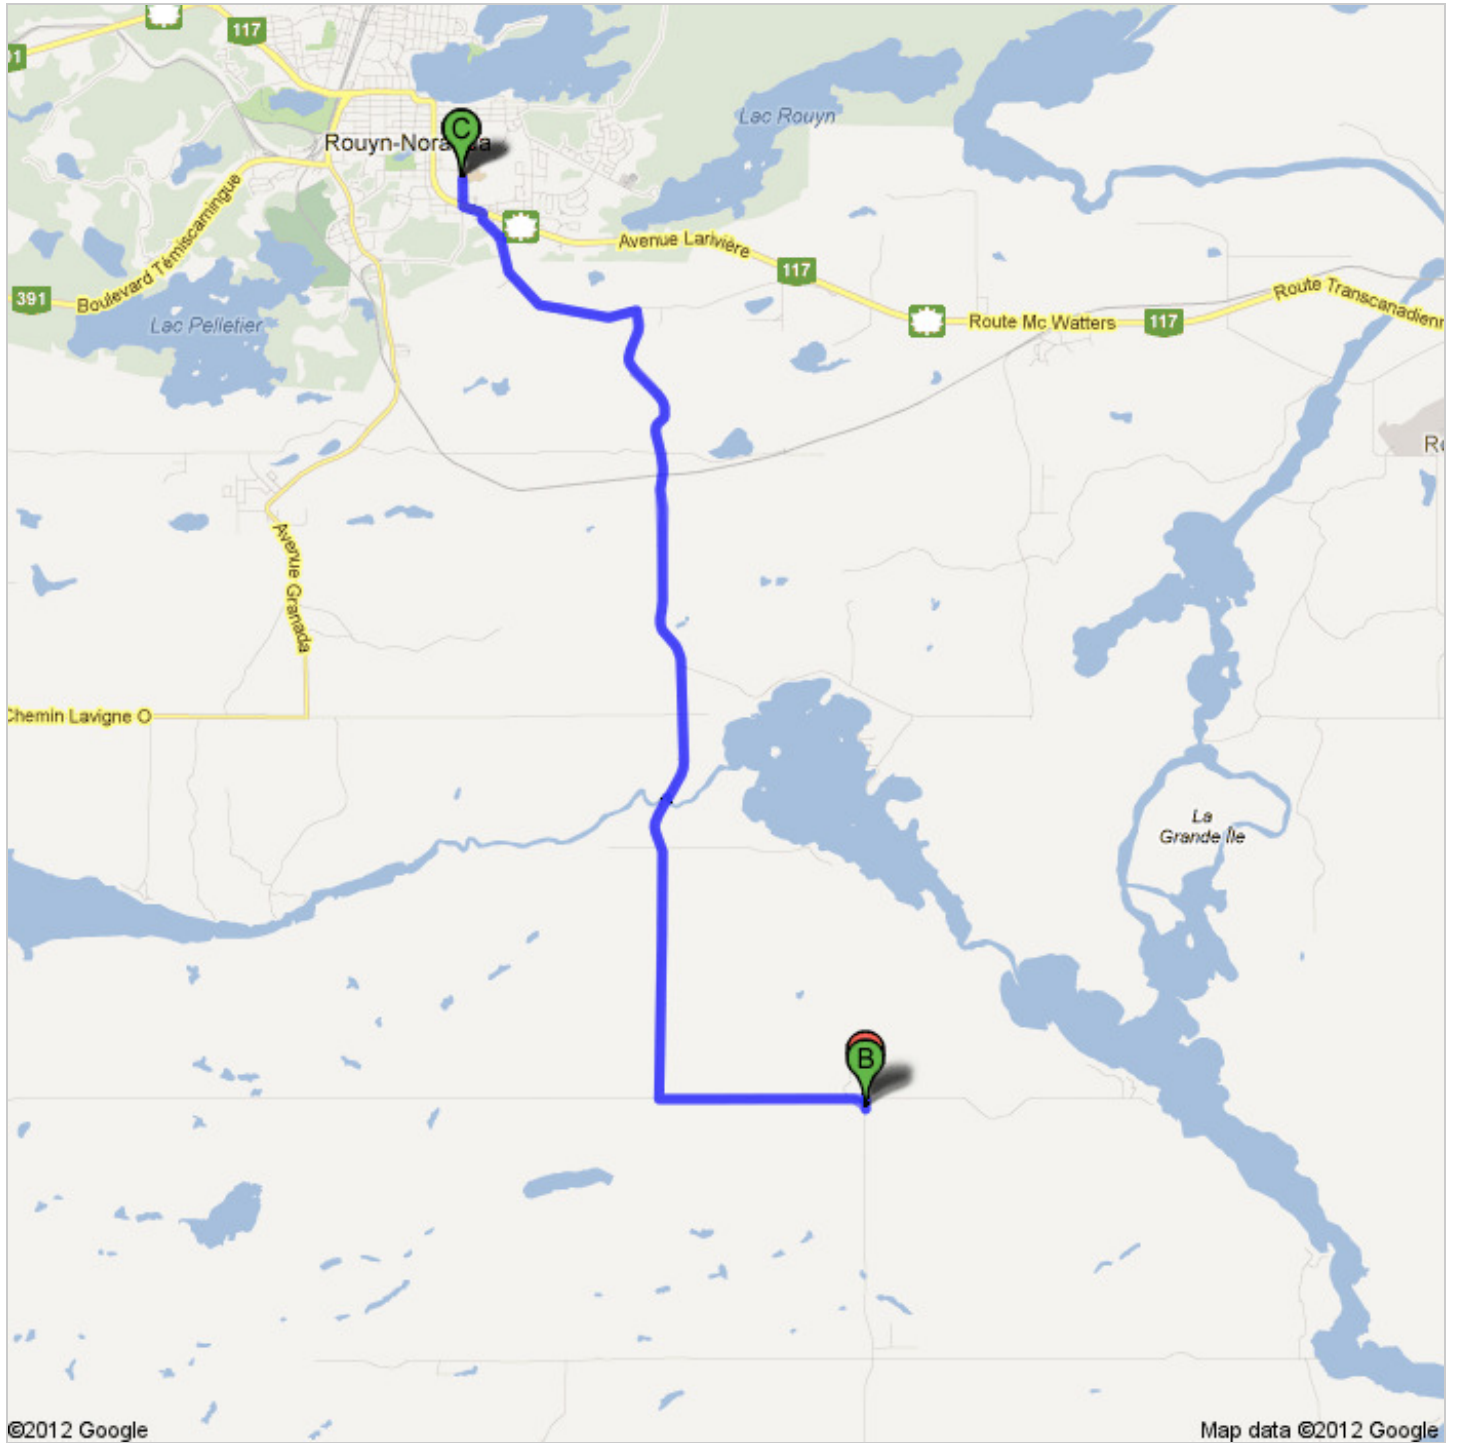 117
01
Lac Rouyn
C
Rouyn-Nora
a
Avenue Larivière
Boulevard Témiscamingue
117
391
Route Transcanadienn
Lac Pelletier
Route Mc Watters
117
R
Avenue Granada
Chemin Lavigne O
La
Grande Île
B
©2012 Google
Map data ©2012 Google